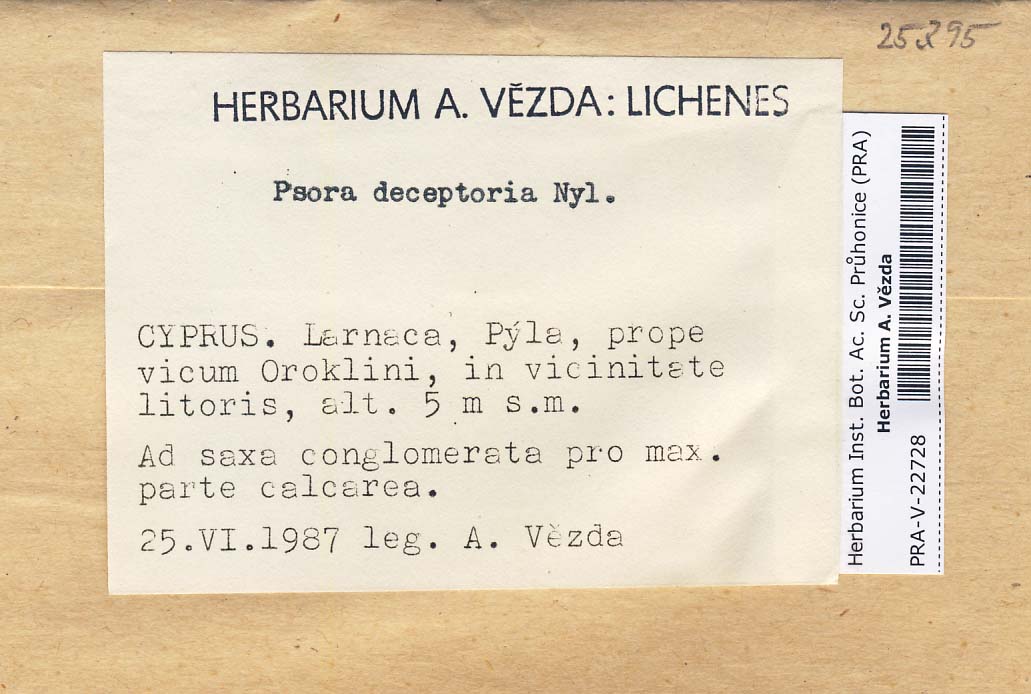 25 X 95
HERBARIUM A. VĚZDA: LICHENES
Psora deceptoria Nyl.
CYPRUS. Larnaca, Pýla, prope
vicum Oroklini, in vicinitate
litoris, alt. 5 m s.m.
Ad saxa conglomerata pro max.
parte calcarea.
25.VI.1987 leg. A. Vězda
Herbarium Inst. Bot. Ac. Sc. Průhonice (PRA)
Herbarium A. Vězda
PRA-V-22728